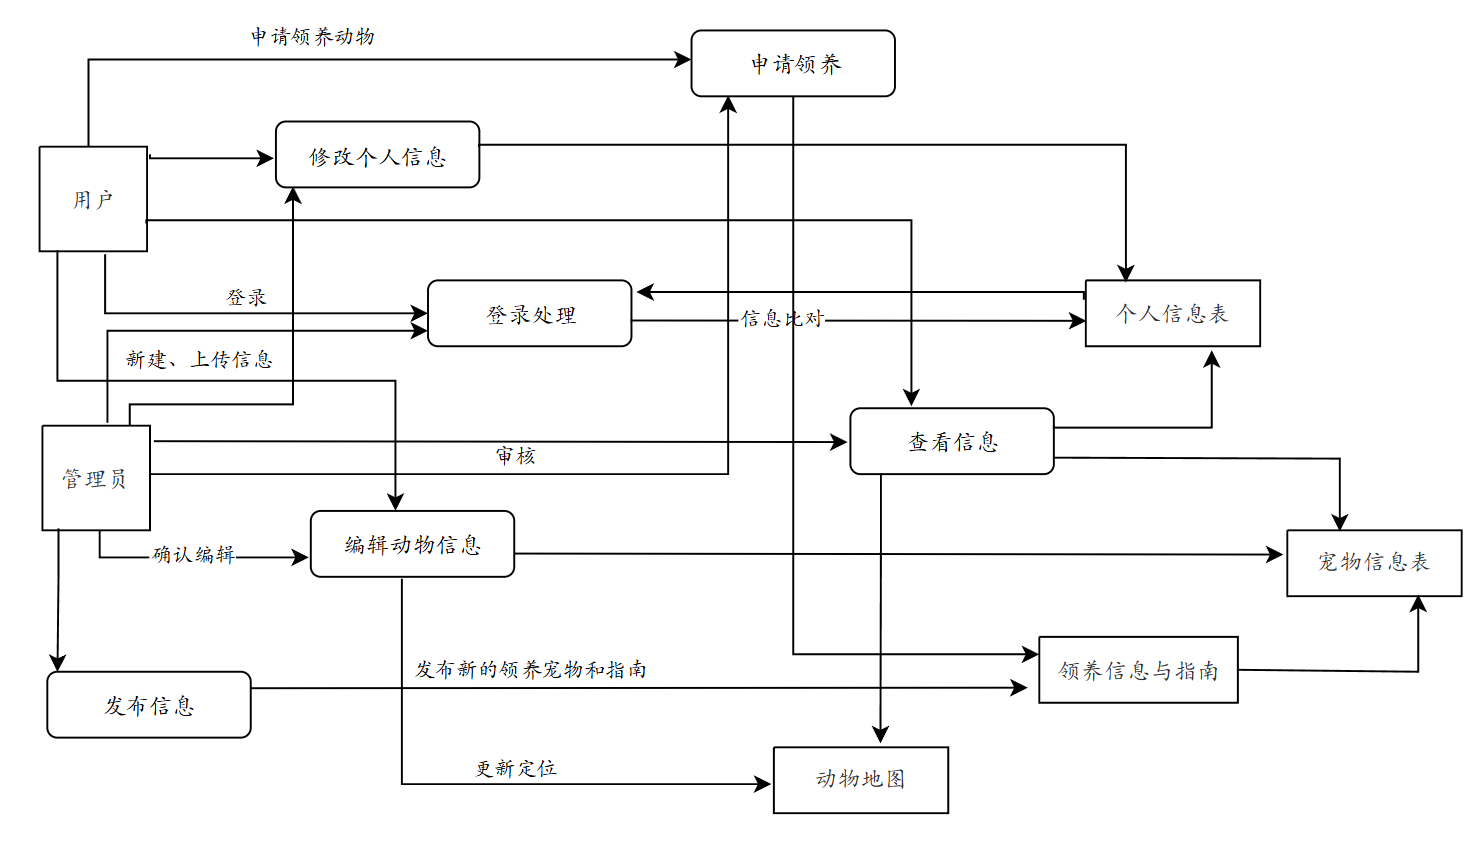 申请领养动物
申请领养
修改个人信息
用户
登录
登录处理
信息比对
个人信息表
新建、上传信息
查看信息
审核
管理员
编辑动物信息
确认编辑
宠物信息表
发布新的领养宠物和指南
领养信息与指南
发布信息
更新定位
动物地图